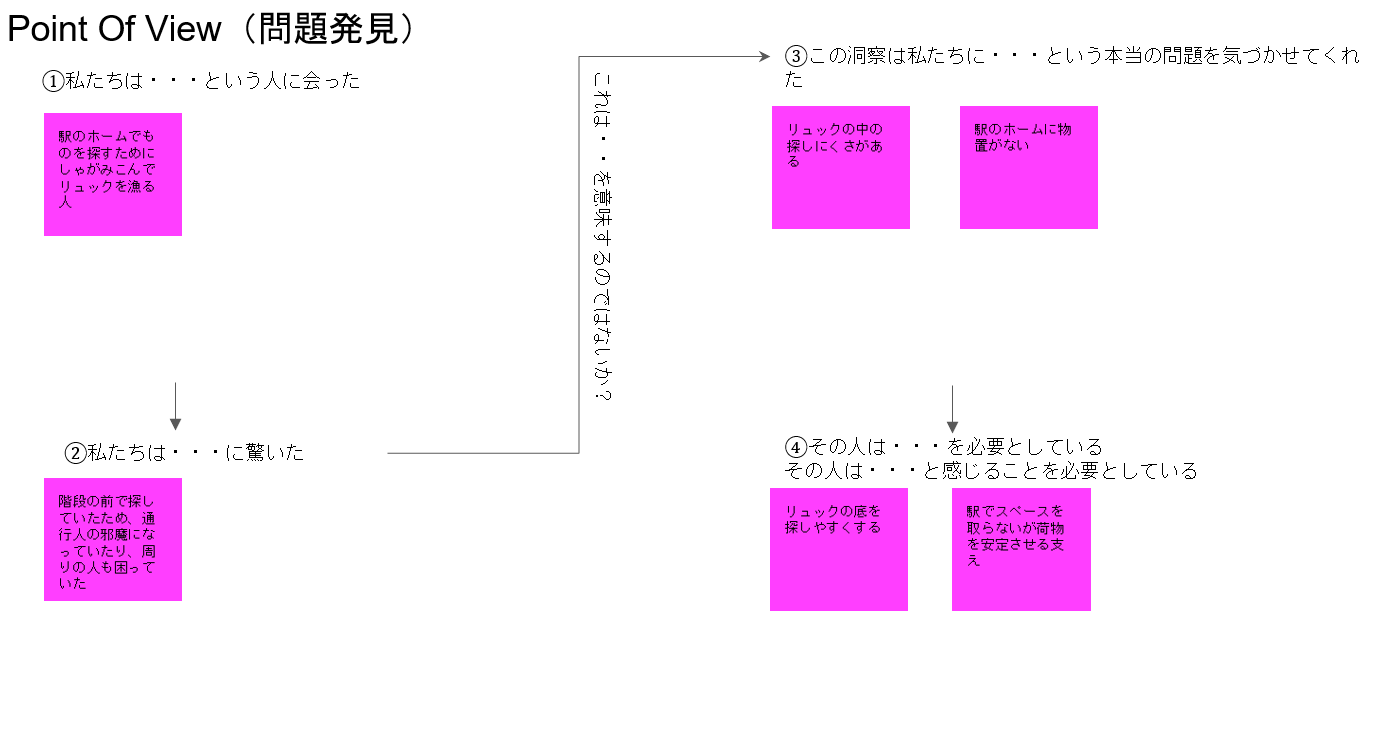 Point Of View（問題発見）
①私たちは・・・という人に会った
駅のホームでも
のを探すために
しゃがみこんで
リュックを漁る
人
②私たちは・・・に驚いた
階段の前で探し
ていたため、通
行人の邪魔にな
っていたり、周
りの人も困って
いた
これは・・を意味するのではないか？
③この洞察は私たちに・・・という本当の問題を気づかせてくれ
た
リュックの中の
探しにくさがあ
る
駅のホームに物
置がない
④その人は・・・を必要としている
その人は・・・と感じることを必要としている
リュックの底を
探しやすくする
駅でスペースを
取らないが荷物
を安定させる支
え